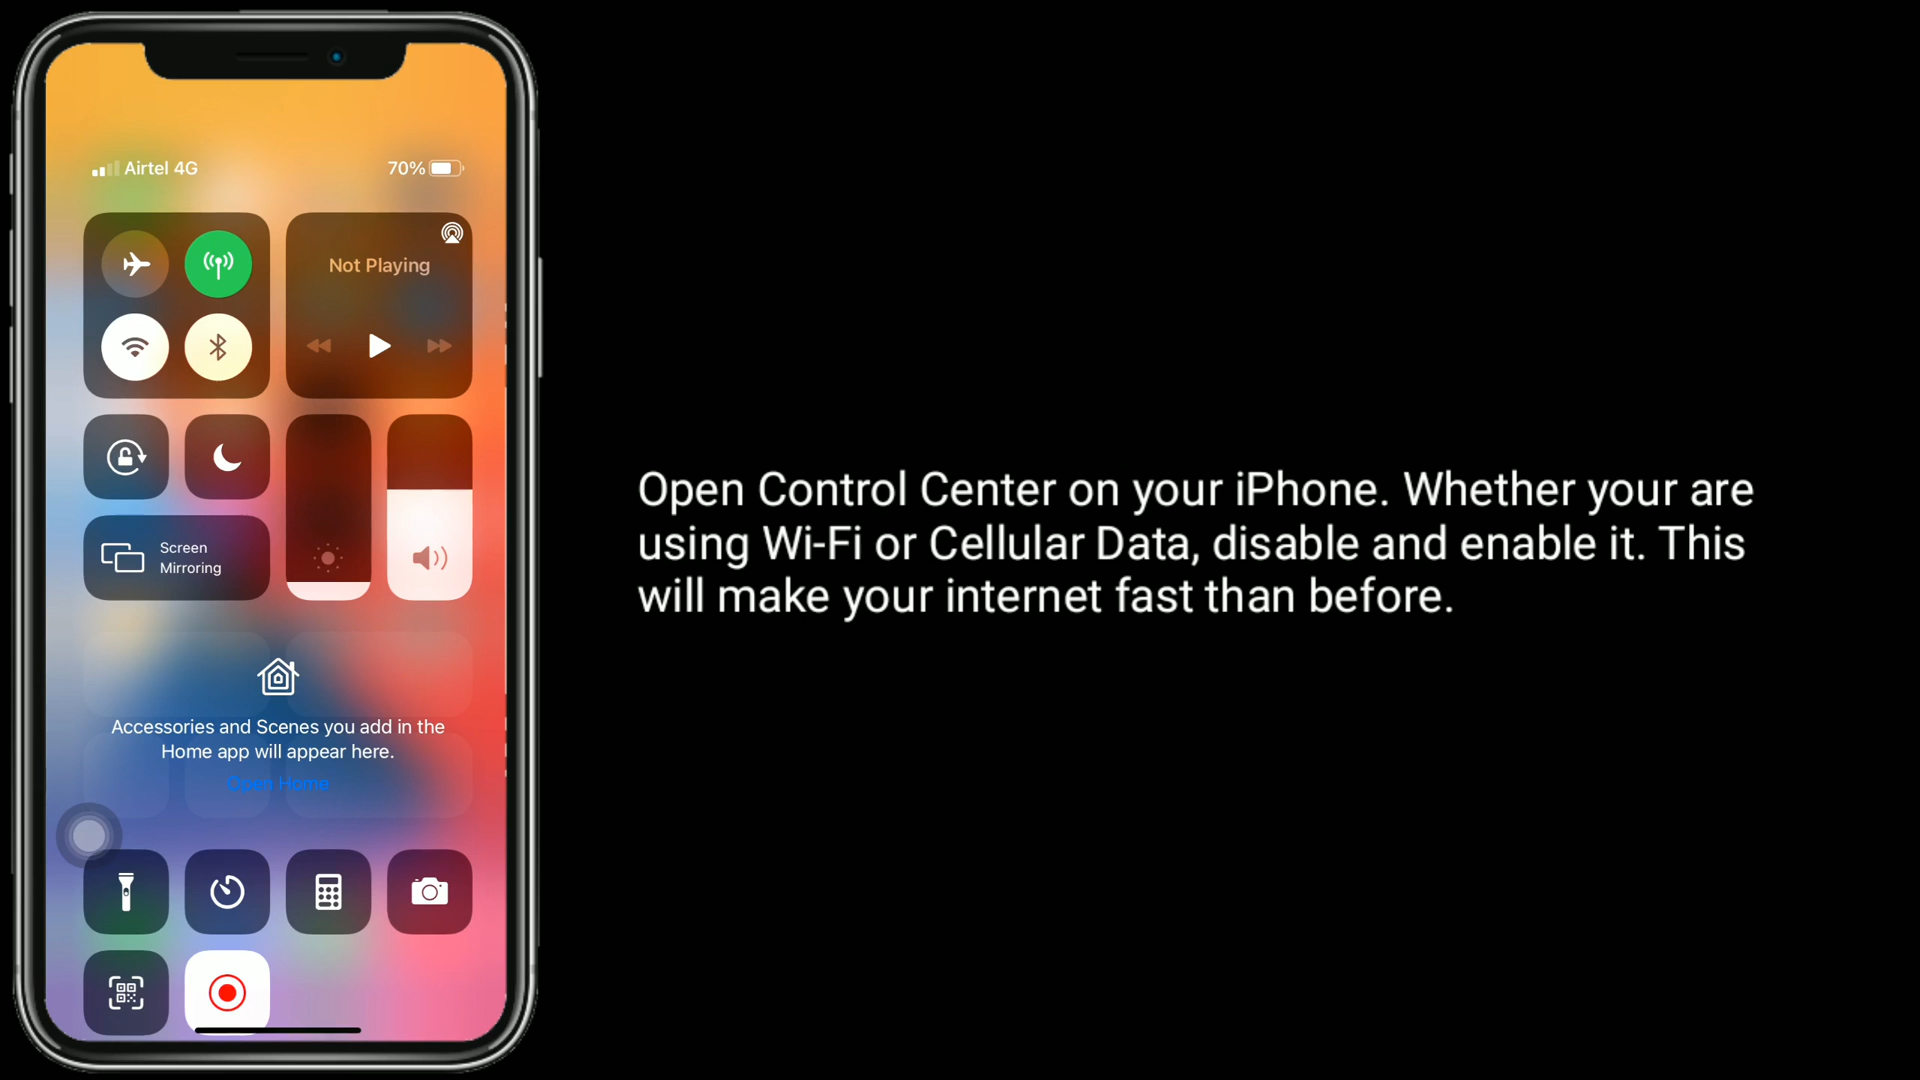 Airtel 4G 70%
Not Playing
Screen
Mirroring
Accessories and Scenes you add in the
Home app will appear here.
Open Home
Open Control Center on your iPhone. Whether your are
using Wi-Fi or Cellular Data, disable and enable it. This
will make your internet fast than before.